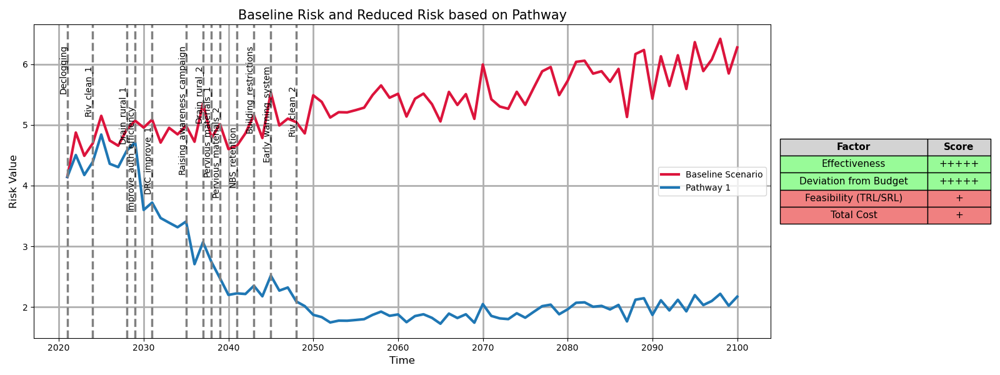 Baseline Risk and Reduced Risk based on Pathway
Risk Value
6
5
4
3
2
Declogging
Riv_clean_1
Drain_rural_1
Improve_auth_efficiency
DRC_improve_1
Raising_awareness_campaign
Drain_rural_2
Pervious_materials_1
Pervious_materials_2
NBS_retention
Building_restrictions
Early_warning_system
Riv_clean_2
Baseline Scenario
Pathway 1
2020 2030 2040 2050 2060 2070 2080 2090 2100
Time
Factor Score
Effectiveness +++++
Deviation from Budget +++++
Feasibility (TRL/SRL) +
Total Cost +